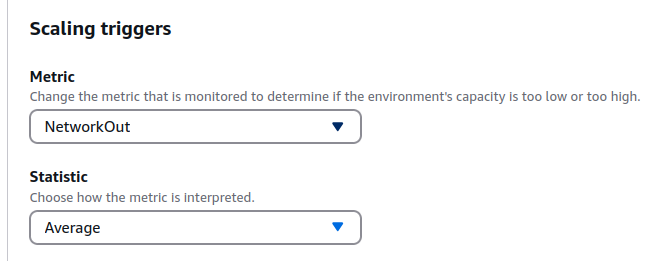 Scaling triggers
Metric
Change the metric that is monitored to determine if the environment's capacity is too low or too high.
NetworkOut
Statistic
Choose how the metric is interpreted.
Average